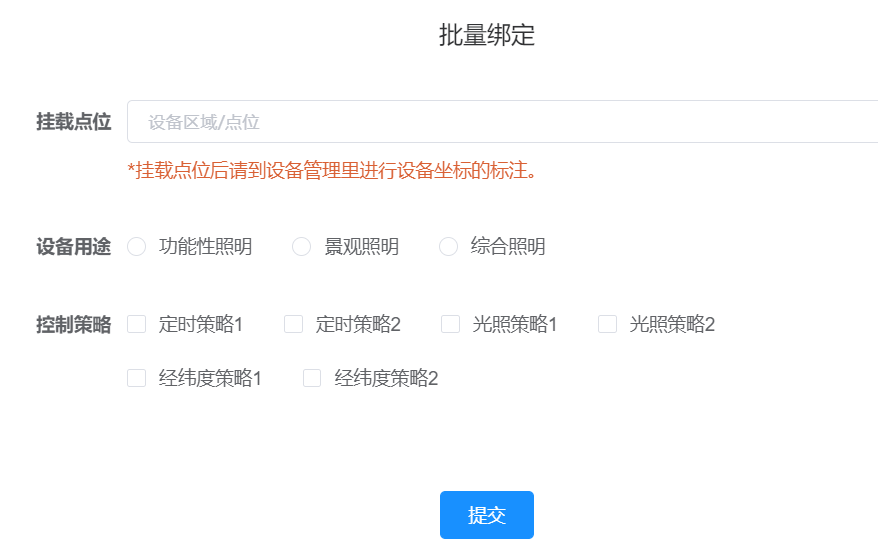 批量绑定
挂载点位 设备区域/点位
*挂载点位后请到设备管理里进行设备坐标的标注。
设备用途 功能性照明 景观照明 综合照明
控制策略 定时策略1 定时策略2 光照策略1 光照策略2
经纬度策略1 经纬度策略2
提交